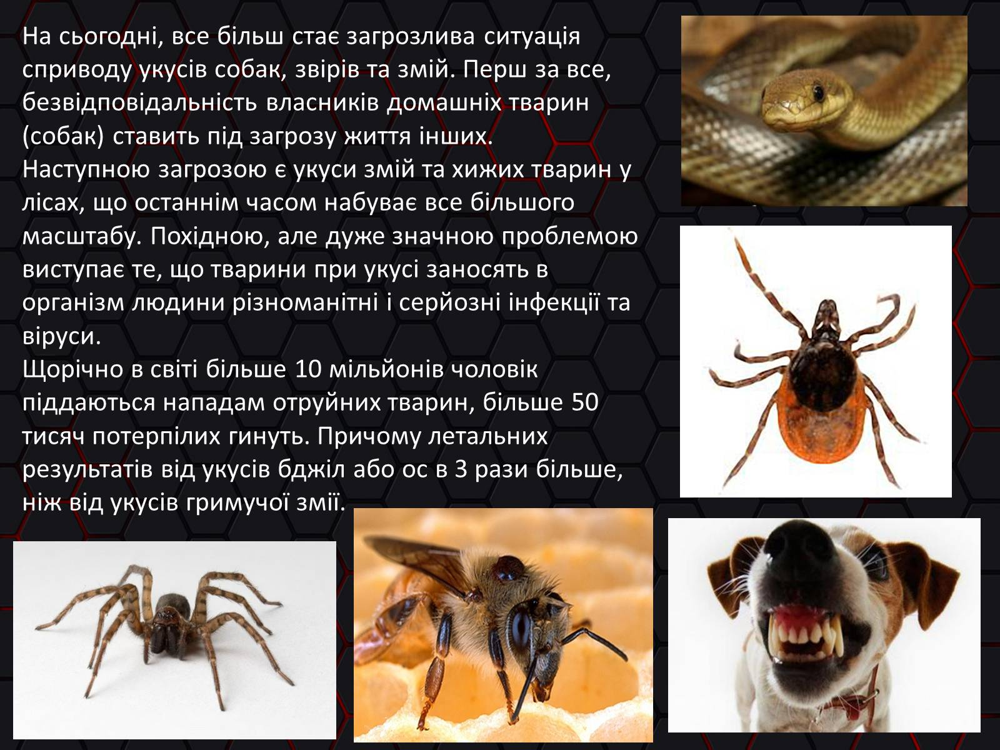 На сьогодні, все більш стає загрозлива ситуація
сприводу укусів собак, звірів та змій. Перш за все,
безвідповідальність власників домашніх тварин
(собак) ставить під загрозу життя інших.
Наступною загрозою є укуси змій та хижих тварин у
лісах, що останнім часом набуває все більшого
масштабу. Похідною, але дуже значною проблемою
виступає те, що тварини при укусі заносять в
організм людини різноманітні і серйозні інфекції та
віруси.
Щорічно в світі більше 10 мільйонів чоловік
піддаються нападам отруйних тварин, більше 50
тисяч потерпілих гинуть. Причому летальних
результатів від укусів бджіл або ос в 3 рази більше,
ніж від укусів гримучої змії.